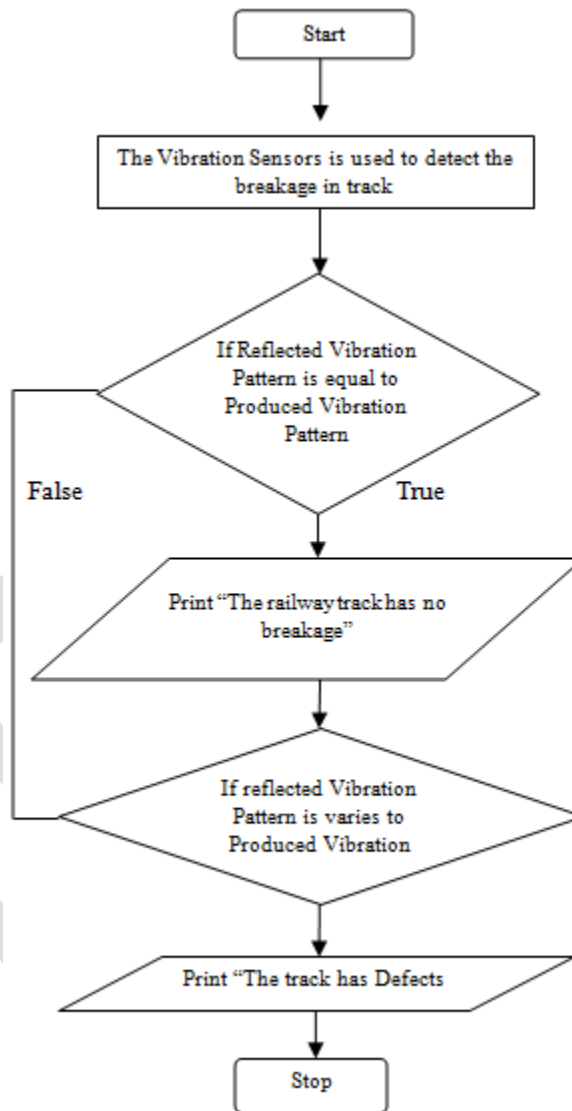 Start
The Vibration Sensors is used to detect the
breakage in track
If Reflected Vibration
Pattern is equal to
Produced Vibration
Pattern
False
True
Print “The railway track has no
breakage”
If reflected Vibration
Pattern is varies to
Produced Vibration
Print “The track has Defects
Stop